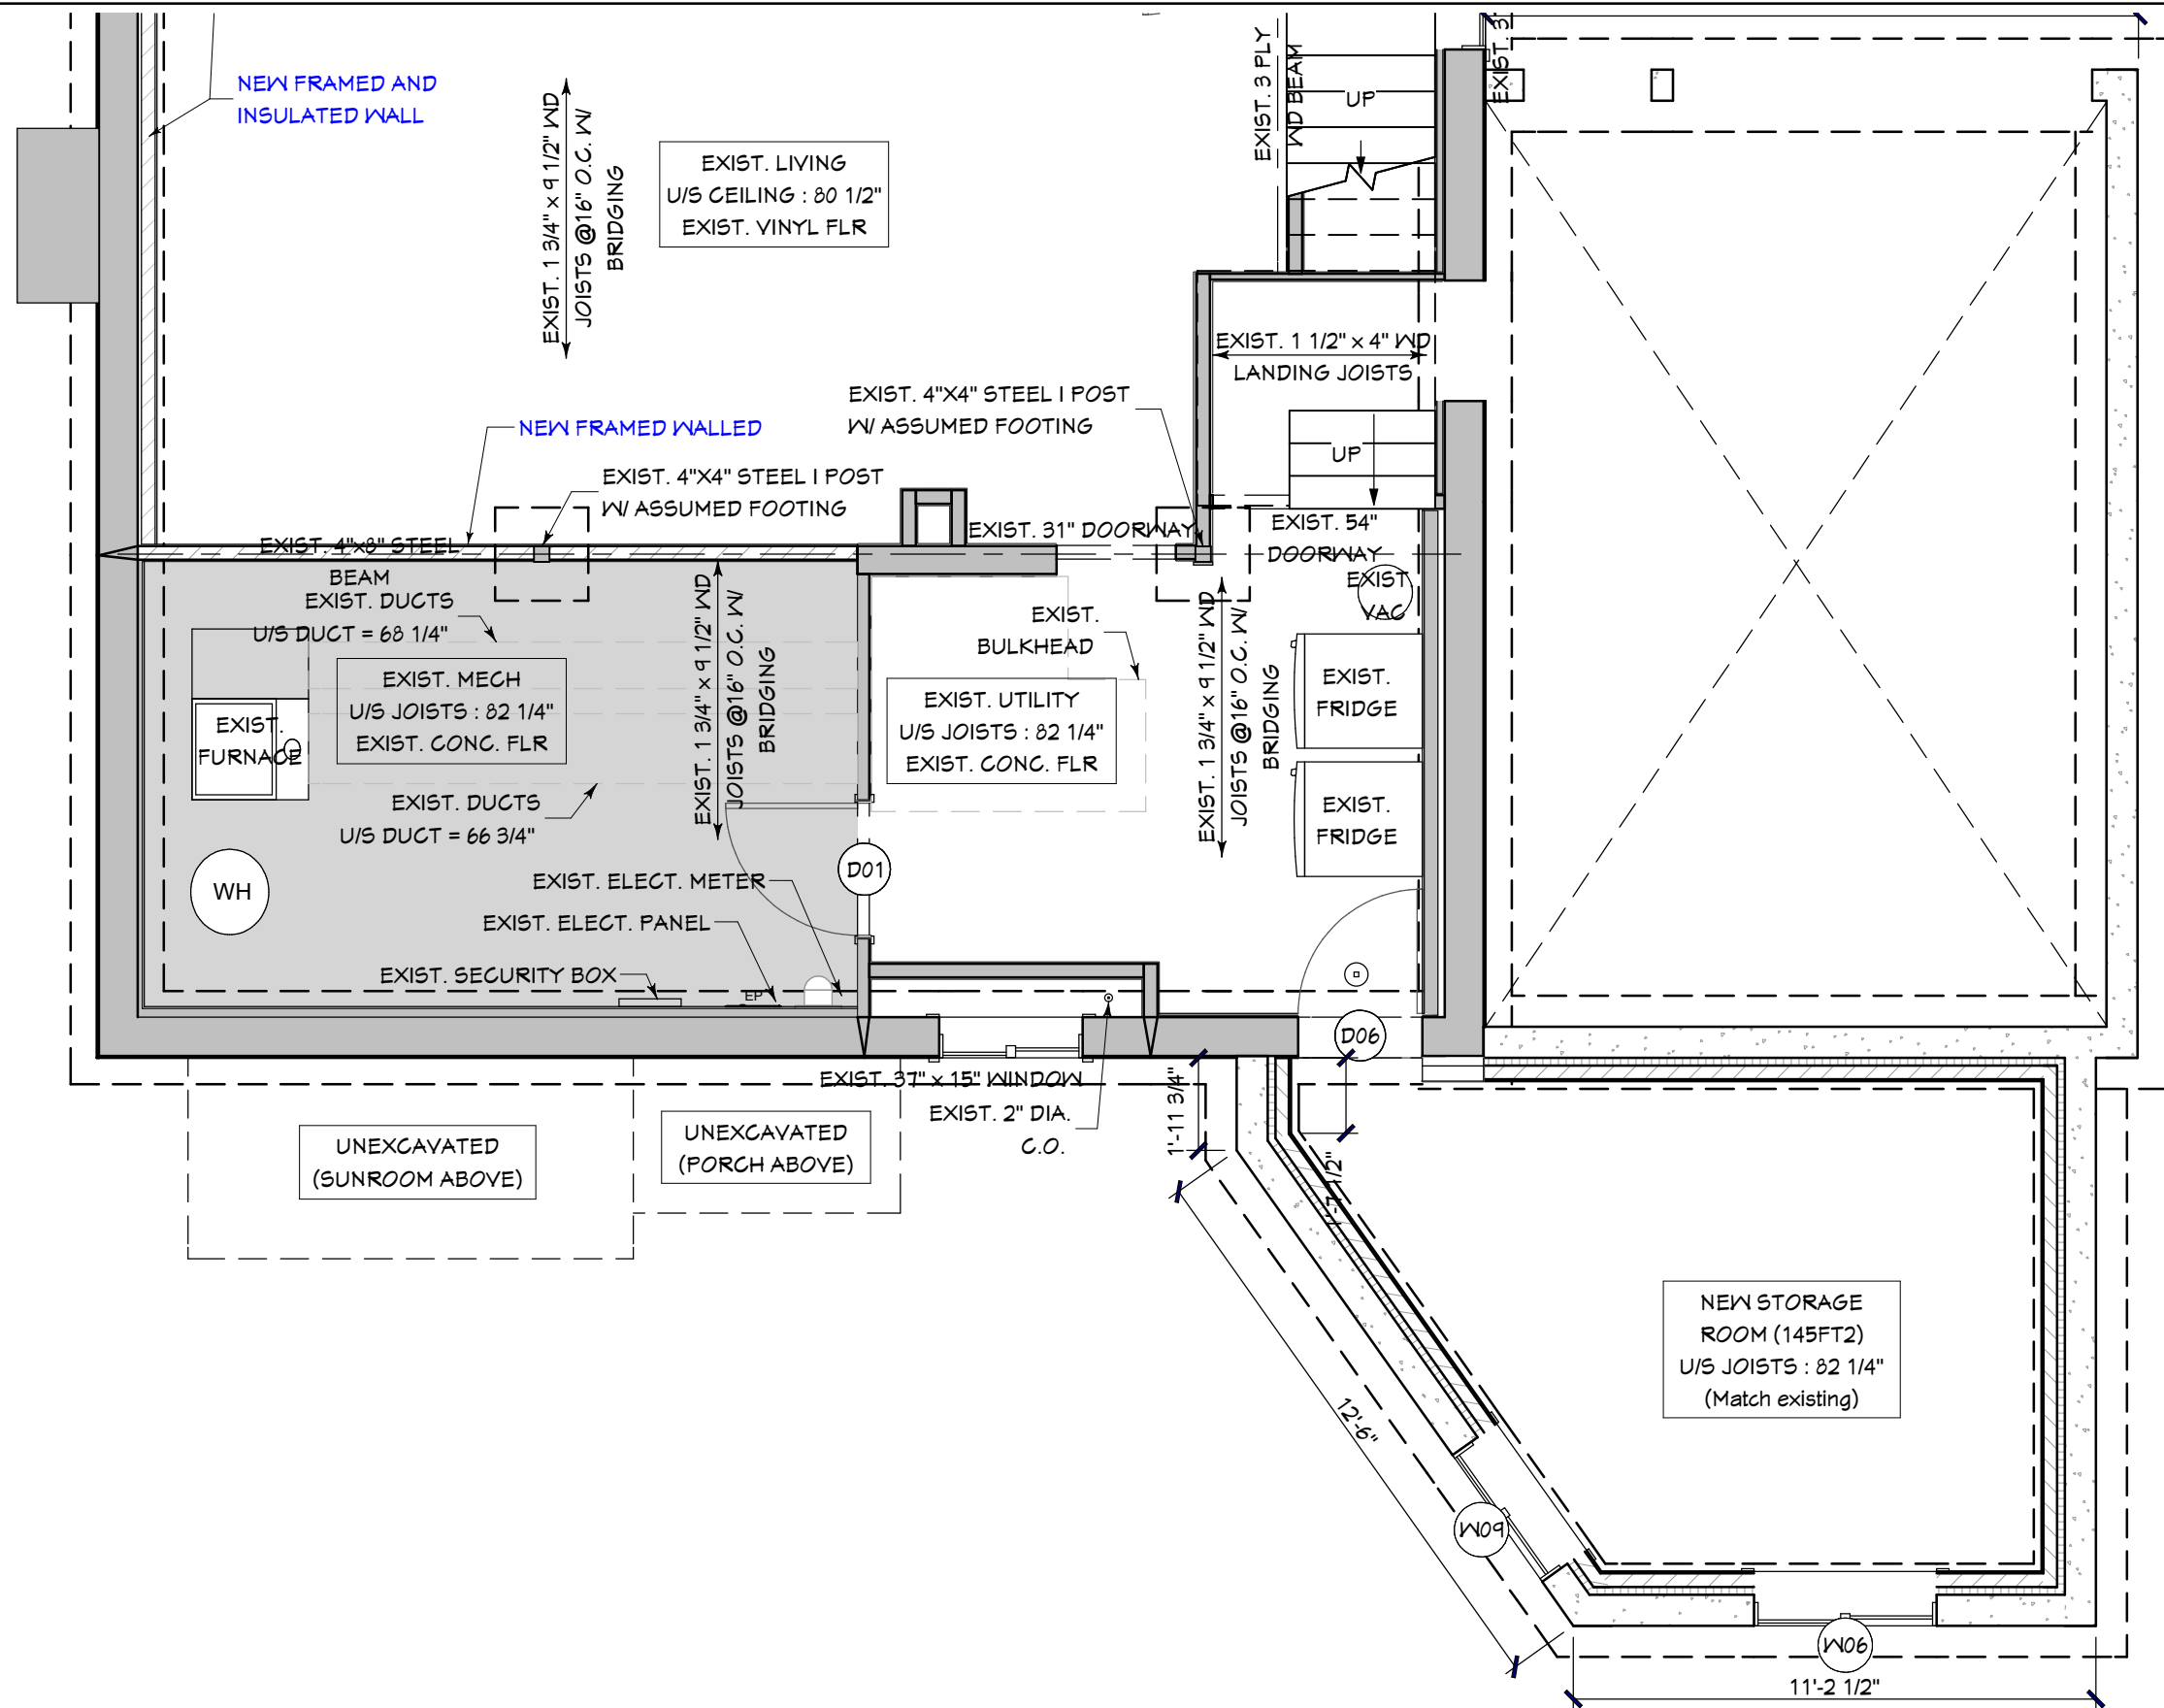 NEW FRAMED AND
INSULATED WALL
EXIST. 1 3/4" x 9 1/2" WD
JOISTS @16" O.C. W/
BRIDGING
EXIST. LIVING
U/S CEILING : 80 1/2"
EXIST. VINYL FLR
EXIST. 3 PLY
WD BEAM
UP
EXIST. 3'
EXIST. 1 1/2" x 4" WD
LANDING JOISTS
EXIST. 4"X4" STEEL I POST
W/ ASSUMED FOOTING
NEW FRAMED WALLED
UP
EXIST. 4"X4" STEEL I POST
W/ ASSUMED FOOTING
EXIST. 31" DOORWAY
EXIST. 54"
DOORWAY
EXIST. 4"x8" STEEL
BEAM
EXIST. DUCTS
U/S DUCT = 68 1/4"
EXIST. 1 3/4" x 9 1/2" WD
JOISTS @16" O.C. W/
BRIDGING
EXIST.
BULKHEAD
EXIST. 1 3/4" x 9 1/2" WD
JOISTS @16" O.C. W/
BRIDGING
EXIST
VAC
EXIST. MECH
U/S JOISTS : 82 1/4"
EXIST. CONC. FLR
EXIST.
FURNACE
EXIST. UTILITY
U/S JOISTS : 82 1/4"
EXIST. CONC. FLR
EXIST.
FRIDGE
EXIST.
FRIDGE
EXIST. DUCTS
U/S DUCT = 66 3/4"
WH
D01
EXIST. ELECT. METER
EXIST. ELECT. PANEL
EXIST. SECURITY BOX
EP
D06
EXIST. 37" x 15" WINDOW
EXIST. 2" DIA.
C.O.
1'-11 3/4"
1'-7 1/2"
UNEXCAVATED
(SUNROOM ABOVE)
UNEXCAVATED
(PORCH ABOVE)
NEW STORAGE
ROOM (145FT2)
U/S JOISTS : 82 1/4"
(Match existing)
12'-6"
W09
W06
11'-2 1/2"